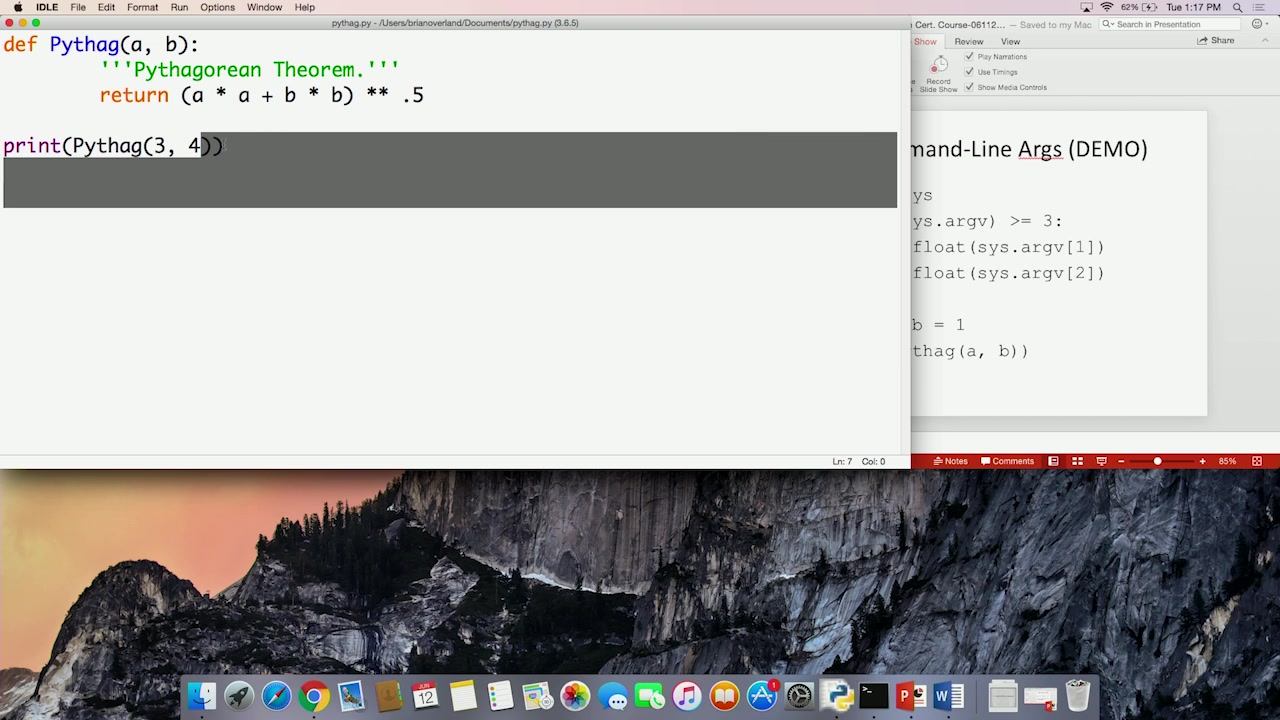 IDLE File Edit Format Run Options Window Help
62% Tue 1:17 PM
pythag.py - /Users/brianoverland/Documents/pythag.py (3.6.5)
def Pythag(a, b):
'''Pythagorean Theorem.'''
return (a * a + b * b) ** .5
print(Pythag(3, 4))
Ln: 7 Col: 0
Cert. Course-06112... — Saved to my Mac
Search in Presentation
Show Review View
Share
Record
Slide Show
Play Narrations
Use Timings
Show Media Controls
mand-Line Args (DEMO)
ys
ys.argv) >= 3:
float(sys.argv[1])
float(sys.argv[2])
b = 1
thag(a, b))
Notes Comments
85%
JUN
12
1